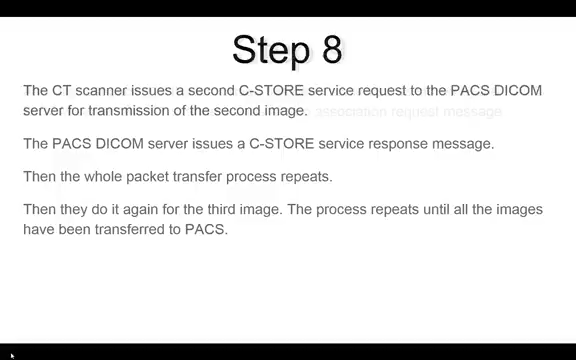 Step 8
The CT scanner issues a second C-STORE service request to the PACS DICOM
server for transmission of the second image.
association request message
The PACS DICOM server issues a C-STORE service response message.
Then the whole packet transfer process repeats.
Then they do it again for the third image. The process repeats until all the images
have been transferred to PACS.